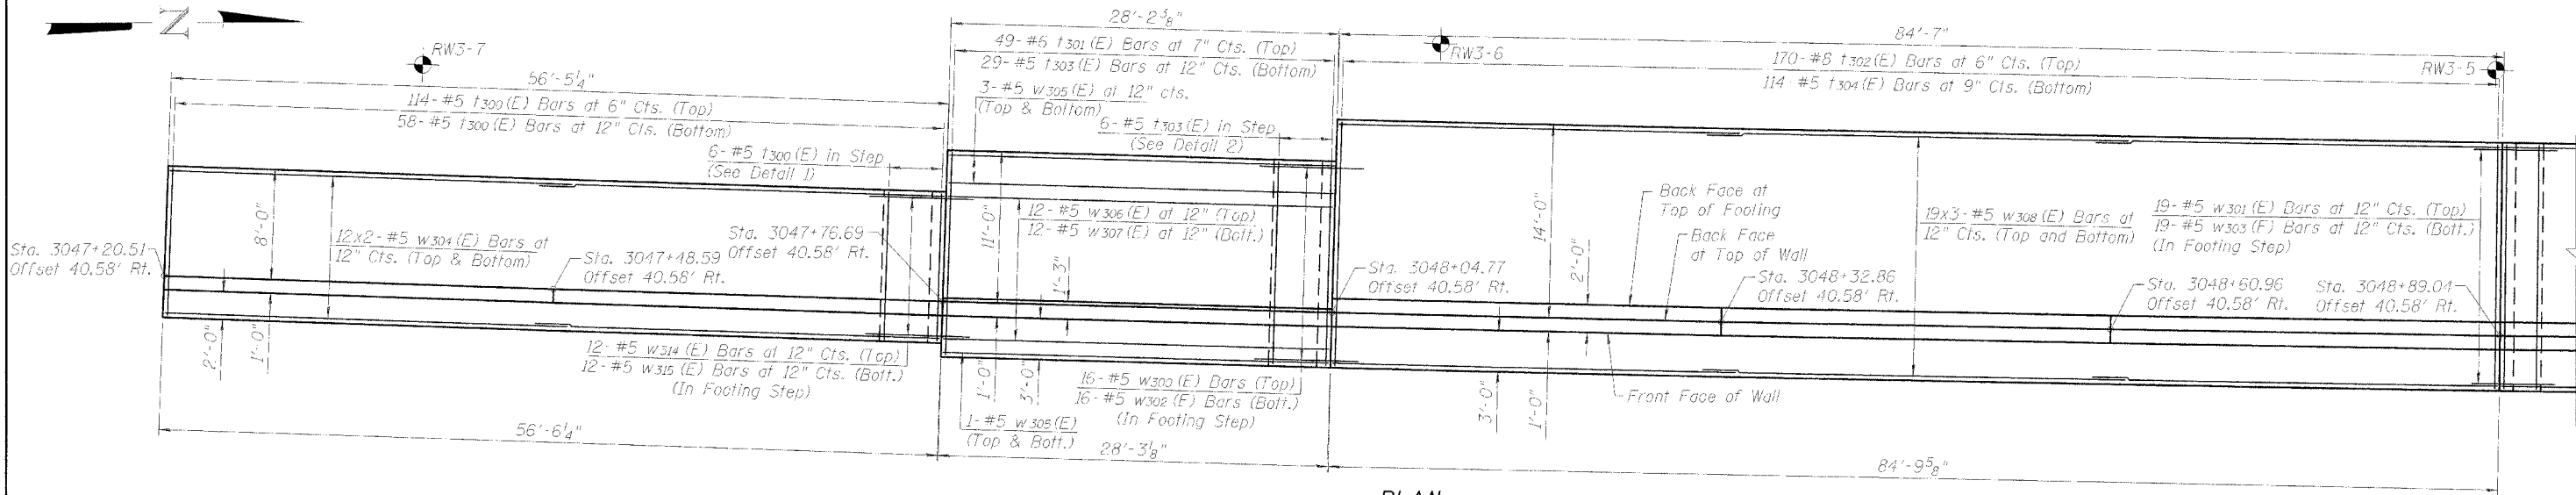 N
RW3-7
56'-5¼"
114-#5 t300(E) Bars at 6" Cts. (Top)
58-#5 t300(E) Bars at 12" Cts. (Bottom)
6-#5 t300(E) in Step
(See Detail 1)
28'-2⅜"
49-#6 t301(E) Bars at 7" Cts. (Top)
29-#5 t303(E) Bars at 12" Cts. (Bottom)
3-#5 w305(E) at 12" cts.
(Top & Bottom)
6-#5 t303(E) in Step
(See Detail 2)
RW3-6
84'-7"
170-#8 t302(E) Bars at 6" Cts. (Top)
114-#5 t304(E) Bars at 9" Cts. (Bottom)
RW3-5
Sta. 3047+20.51
Offset 40.58' Rt.
8'-0"
12x2-#5 w304(E) Bars at
12" Cts. (Top & Bottom)
Sta. 3047+48.59
Offset 40.58' Rt.
Sta. 3047+76.69
Offset 40.58' Rt.
11'-0"
12-#5 w306(E) at 12" (Top)
12-#5 w307(E) at 12" (Bott.)
1'-3"
Sta. 3048+04.77
Offset 40.58' Rt.
14'-0"
2'-0"
Back Face at
Top of Footing
Back Face
at Top of Wall
Sta. 3048+32.86
Offset 40.58' Rt.
19x3-#5 w308(E) Bars at
12" Cts. (Top and Bottom)
19-#5 w301(E) Bars at 12" Cts. (Top)
19-#5 w303(E) Bars at 12" Cts. (Bott.)
(In Footing Step)
Sta. 3048+60.96
Offset 40.58' Rt.
Sta. 3048+89.04
Offset 40.58' Rt.
2'-0"
1'-0"
12-#5 w314(E) Bars at 12" Cts. (Top)
12-#5 w315(E) Bars at 12" Cts. (Bott.)
(In Footing Step)
1'-0"
3'-0"
16-#5 w300(E) Bars (Top)
16-#5 w302(E) Bars (Bott.)
(In Footing Step)
1-#5 w305(E)
(Top & Bott.)
3'-0"
1'-0"
Front Face of Wall
56'-6¼"
28'-3⅛"
84'-9⅝"